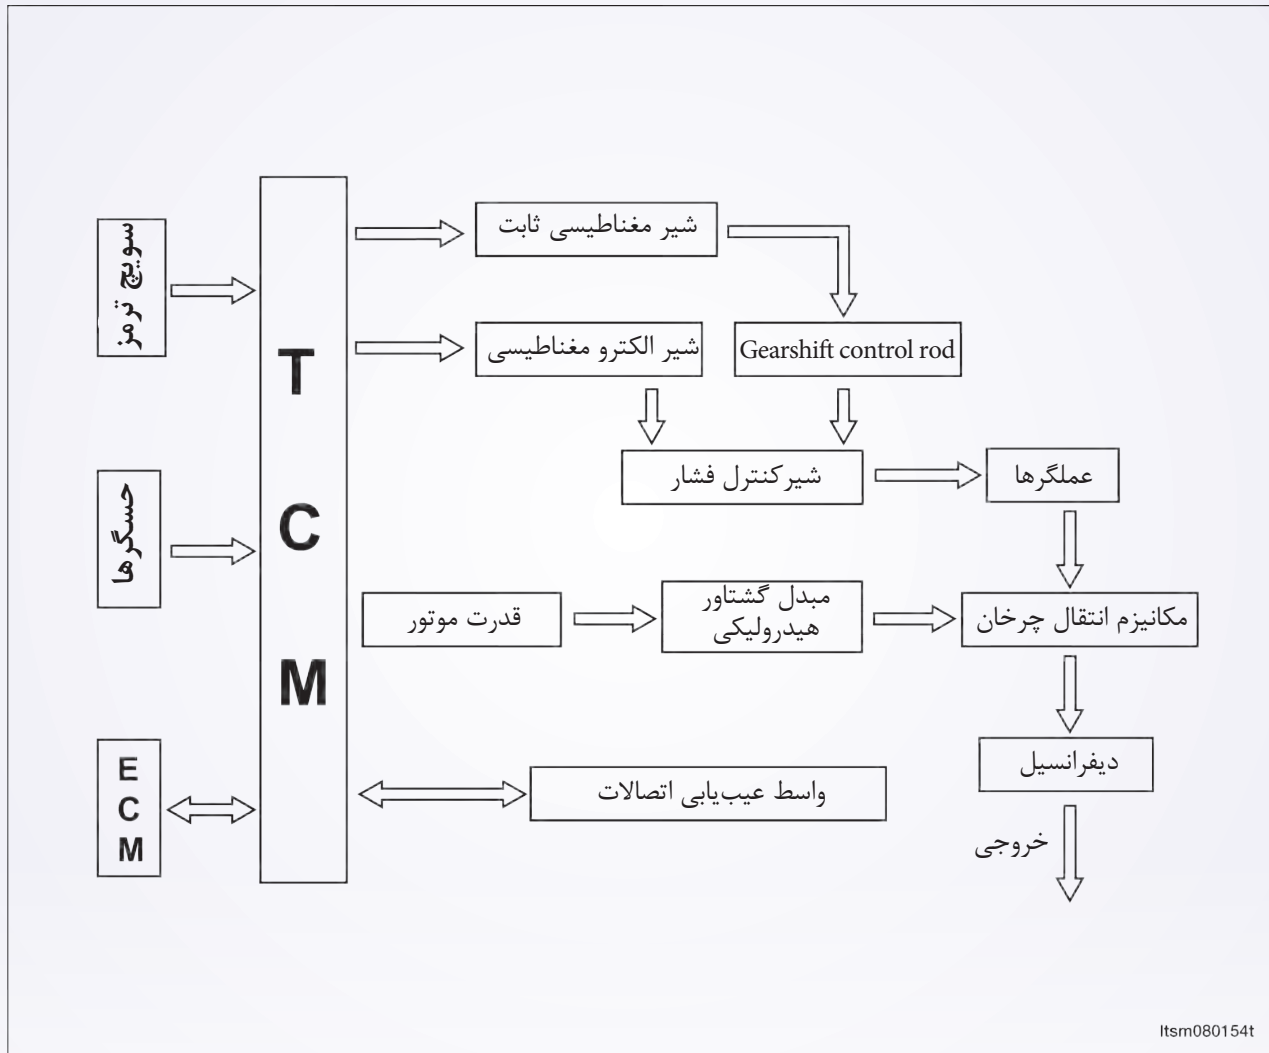 سویچ ترمز
حسگرها
E
C
M
T
C
M
شیر مغناطیسی ثابت
شیر الکترو مغناطیسی
Gearshift control rod
شیرکنترل فشار
عملگرها
قدرت موتور
مبدل گشتاور
هیدرولیکی
مکانیزم انتقال چرخان
دیفرانسیل
واسط عیب‌یابی اتصالات
خروجی
ltsm080154t